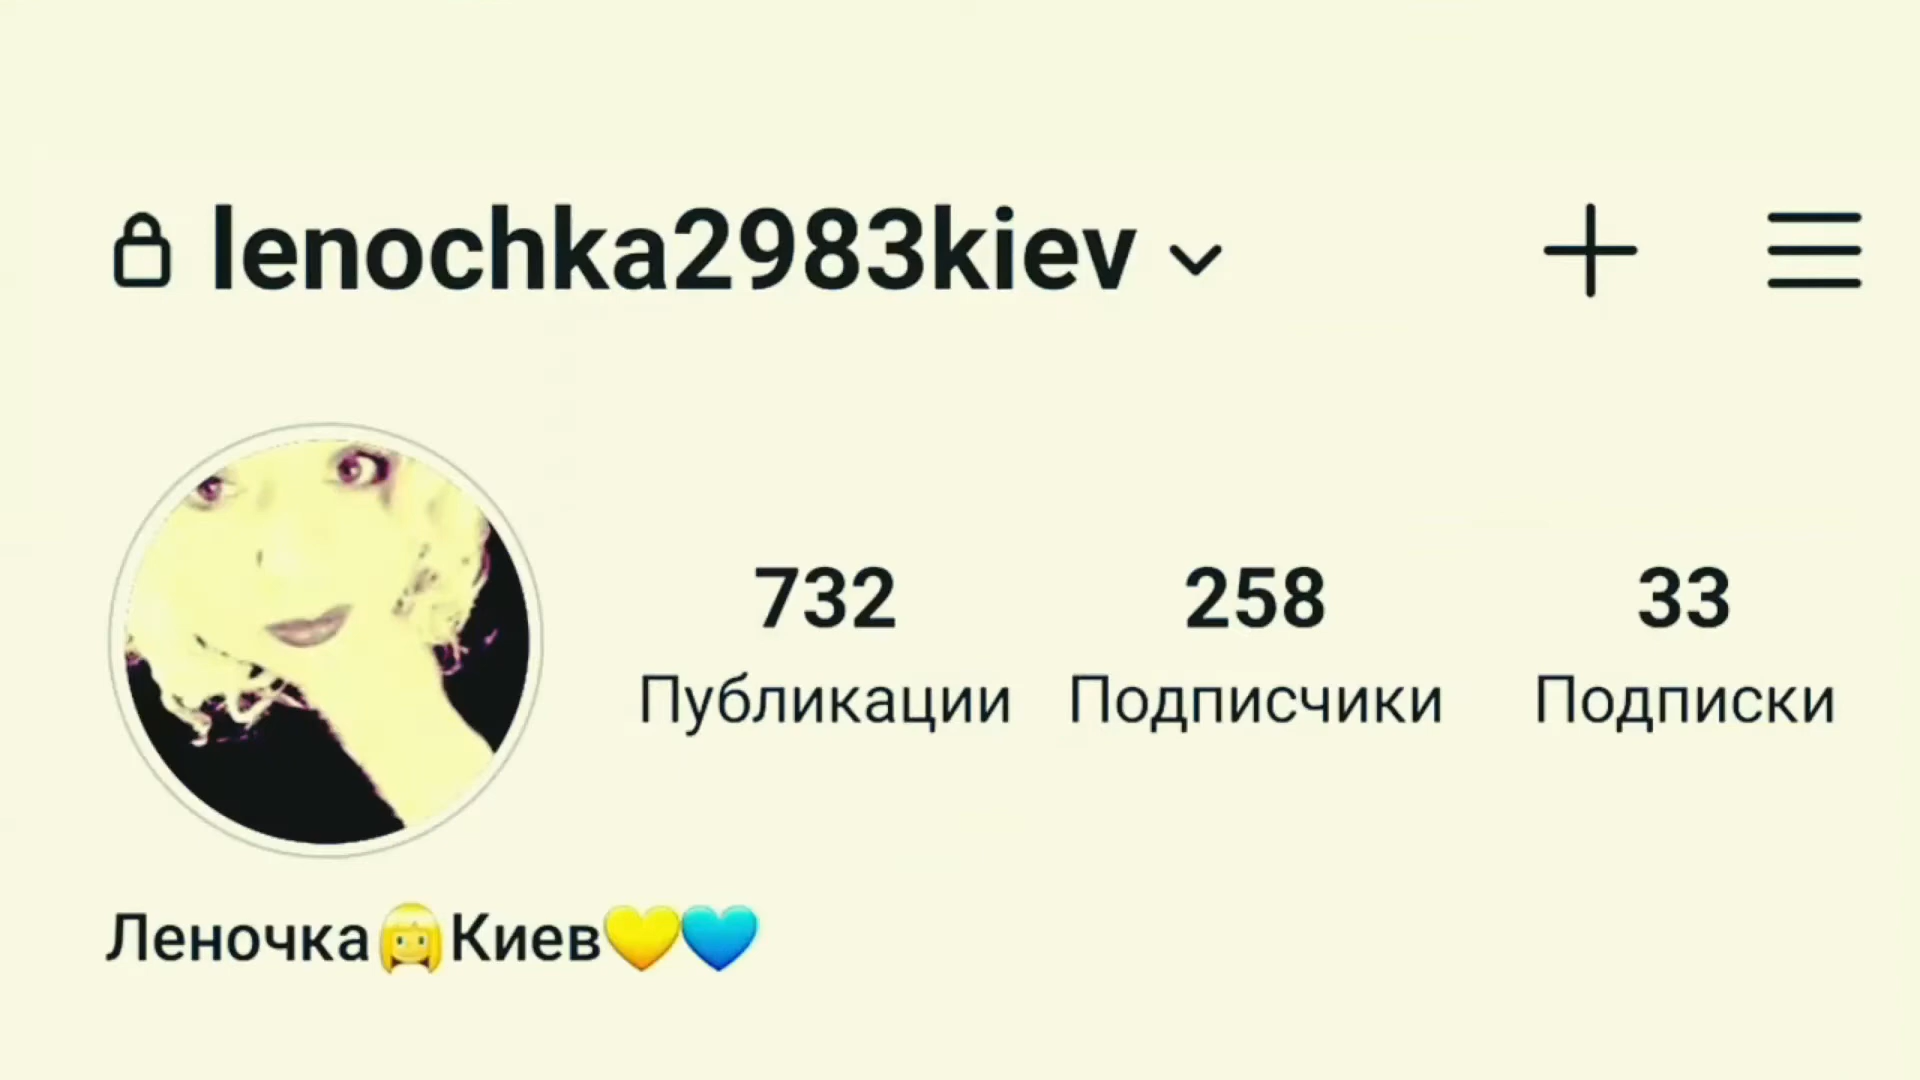 lenochka2983kiev
732 258 33
Публикации Подписчики Подписки
Леночка👱‍♀️Киев💛💙